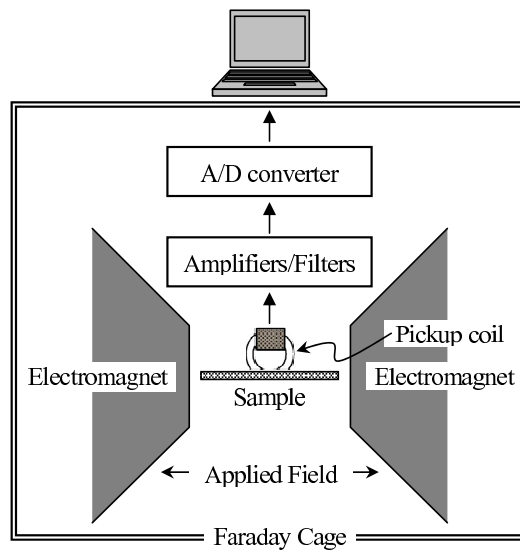 A/D converter
Amplifiers/Filters
Pickup coil
Electromagnet
Electromagnet
Sample
Applied Field
Faraday Cage